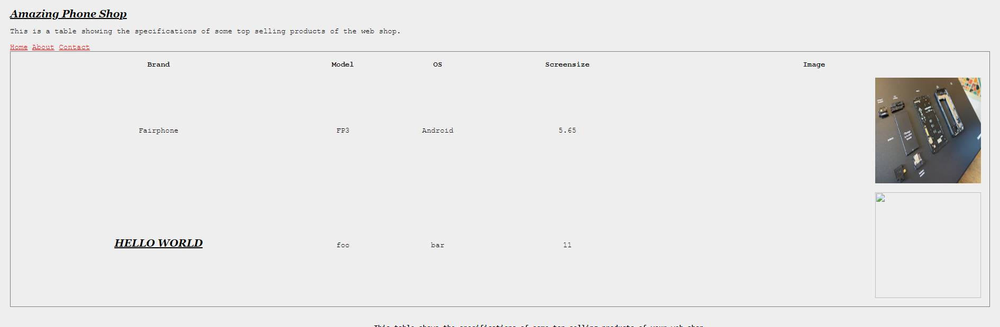 Amazing Phone Shop
This is a table showing the specifications of some top selling products of the web shop.
Home About Contact
Brand Model OS Screensize Image
Fairphone FP3 Android 5.65
HELLO WORLD foo bar 11
This table shows the specifications of some top selling products of your web shop